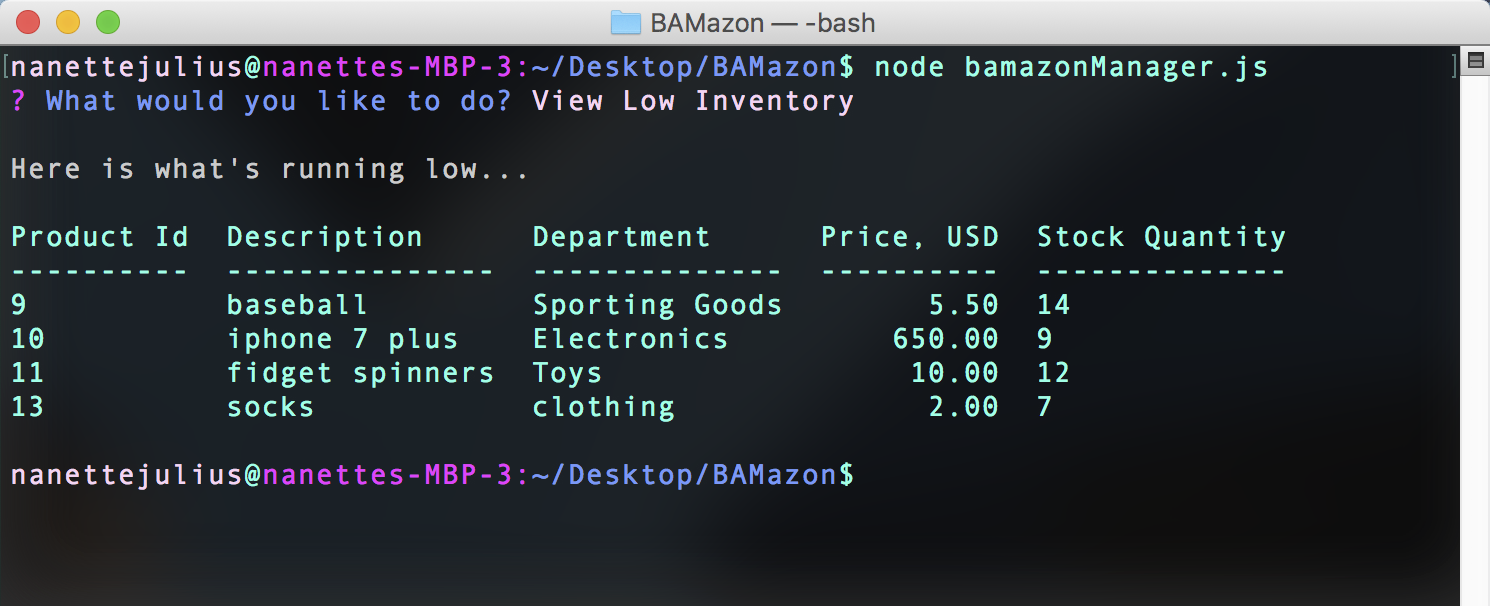 BAMazon — -bash
[nanettejulius@nanettes-MBP-3:~/Desktop/BAMazon$ node bamazonManager.js ]
? What would you like to do? View Low Inventory
Here is what's running low...
Product Id  Description      Department      Price, USD  Stock Quantity
----------  ---------------  --------------  ----------  --------------
9           baseball         Sporting Goods        5.50  14
10          iphone 7 plus    Electronics         650.00  9
11          fidget spinners  Toys                 10.00  12
13          socks            clothing              2.00  7
nanettejulius@nanettes-MBP-3:~/Desktop/BAMazon$